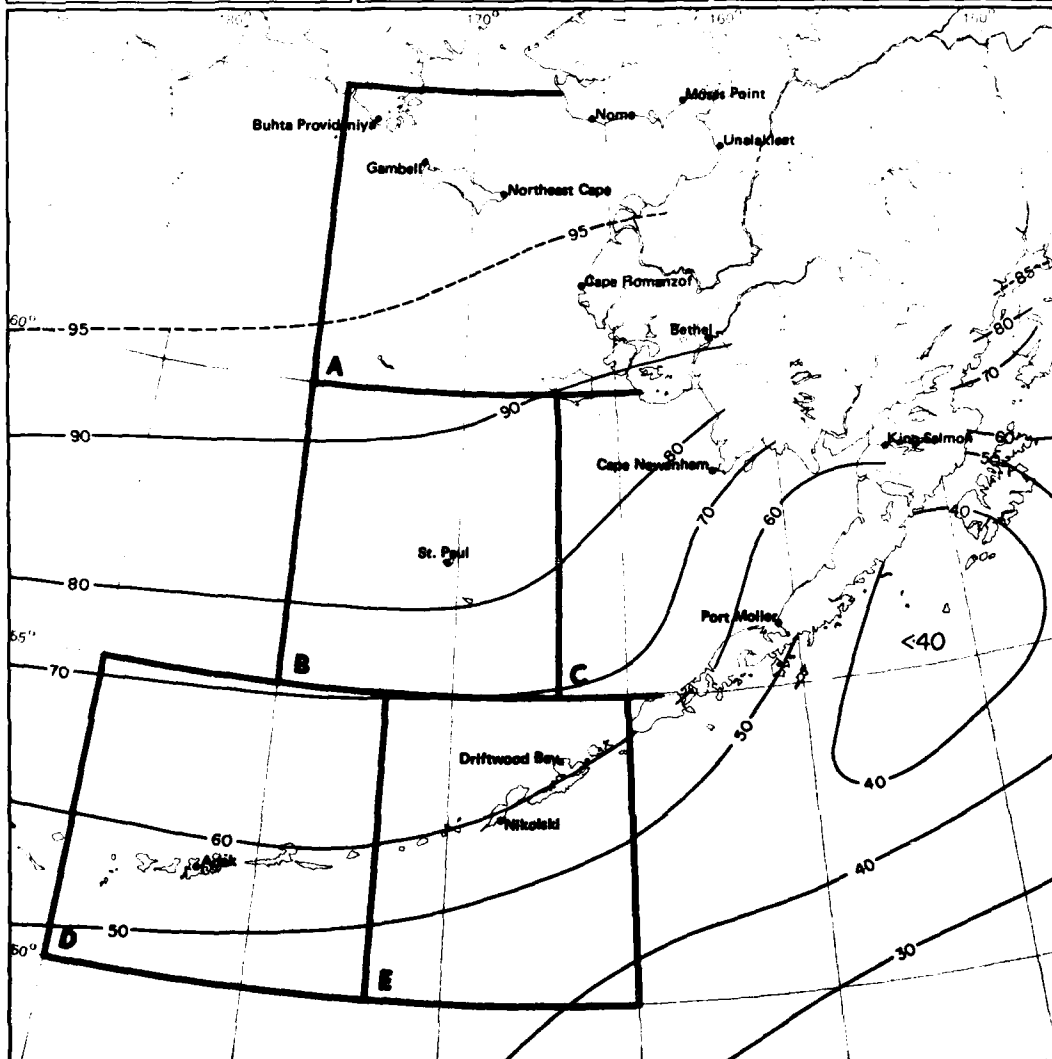 180°
170°
160°
150°
Moses Point
Nome
Buhta Provideniya
Unalakleet
Gambell
Northeast Cape
95
Cape Romanzof
85
60°
95
80
Bethel
70
A
90
90
80
King Salmon
60
Cape Newenham
55
70
60
40
St. Paul
80
Port Moller
<40
55°
70
B
C
50
Driftwood Bay
40
60
Nikolski
Adak
40
50
D
50°
30
E